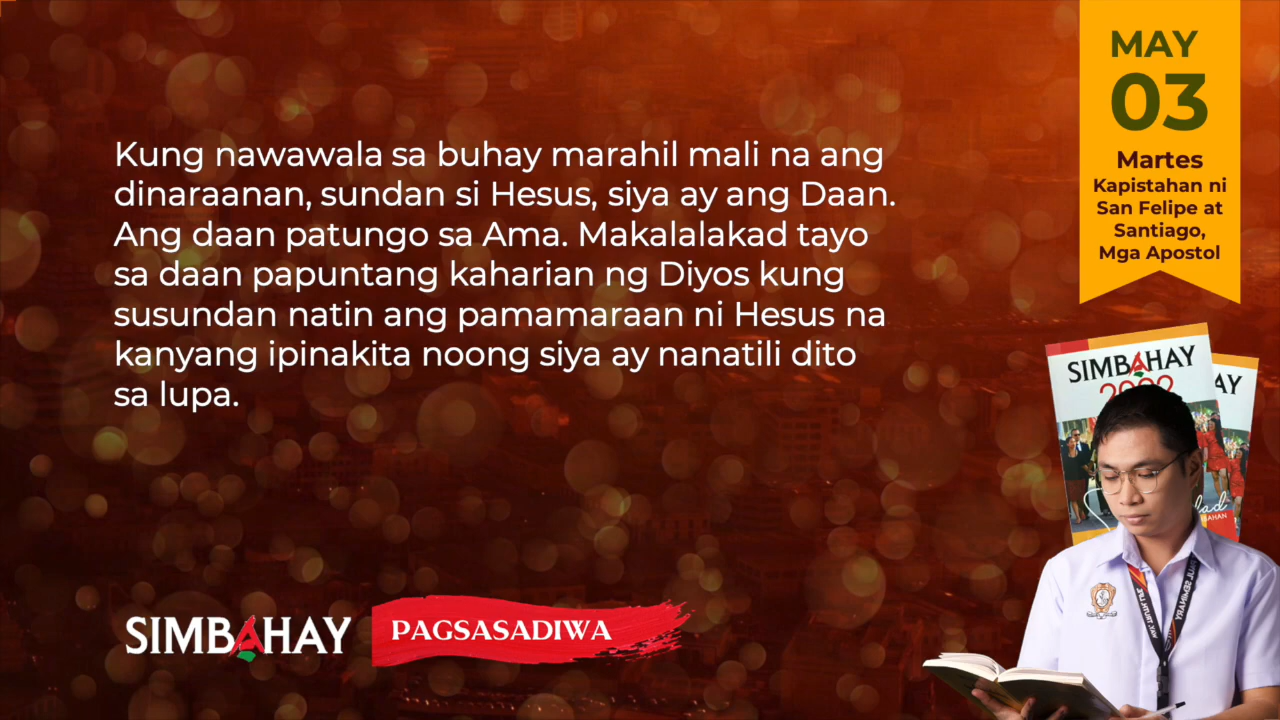 Kung nawawala sa buhay marahil mali na ang
dinaraanan, sundan si Hesus, siya ay ang Daan.
Ang daan patungo sa Ama. Makalalakad tayo
sa daan papuntang kaharian ng Diyos kung
susundan natin ang pamamaraan ni Hesus na
kanyang ipinakita noong siya ay nanatili dito
sa lupa.
SIMBAHAY
PAGSASADIWA
MAY
03
Martes
Kapistahan ni
San Felipe at
Santiago,
Mga Apostol
SIMBAHAY
2022
AY